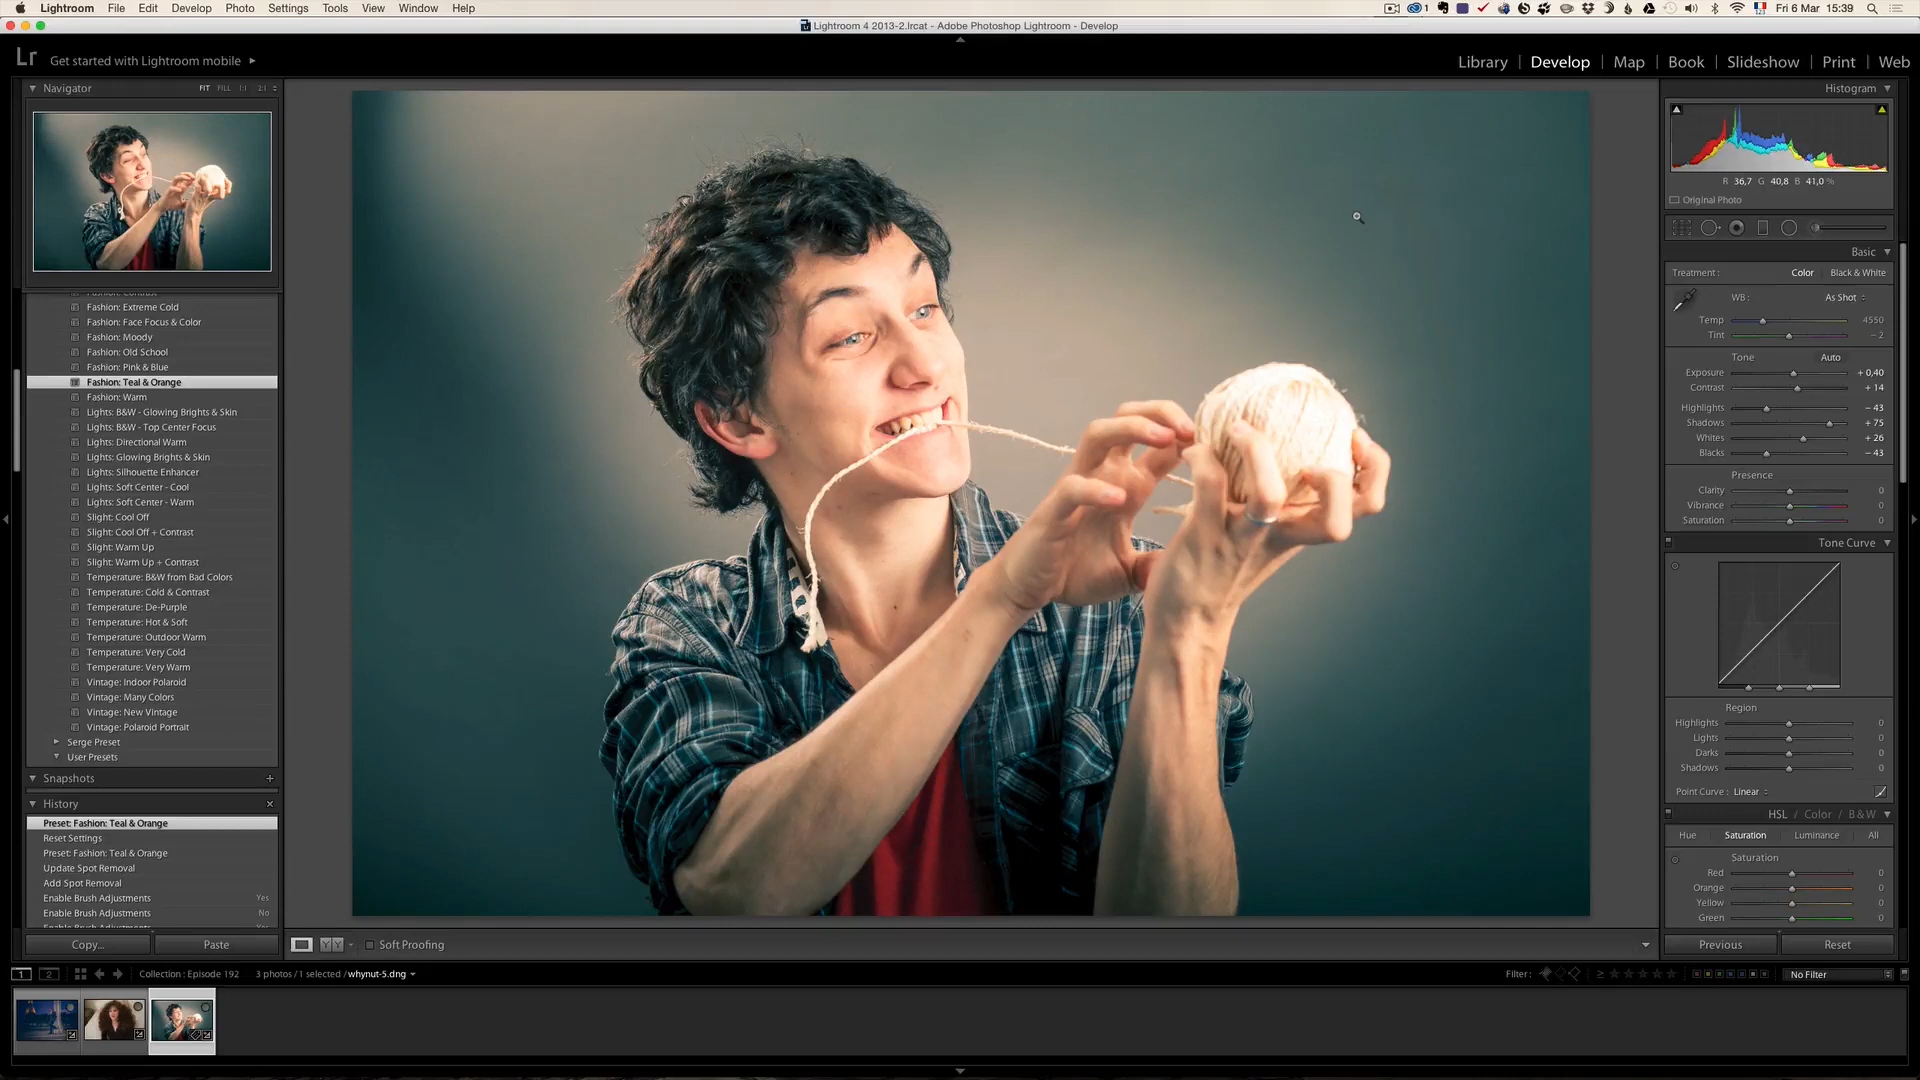 Lightroom File Edit Develop Photo Settings Tools View Window Help 1 Fri 6 Mar 15:39
Lightroom 4 2013-2.lrcat - Adobe Photoshop Lightroom - Develop
Lr Get started with Lightroom mobile
Library Develop Map Book Slideshow Print Web
Navigator FIT FILL 1:1 2:1
Fashion: Contrast
Fashion: Extreme Cold
Fashion: Face Focus & Color
Fashion: Moody
Fashion: Old School
Fashion: Pink & Blue
Fashion: Teal & Orange
Fashion: Warm
Lights: B&W - Glowing Brights & Skin
Lights: B&W - Top Center Focus
Lights: Directional Warm
Lights: Glowing Brights & Skin
Lights: Silhouette Enhancer
Lights: Soft Center - Cool
Lights: Soft Center - Warm
Slight: Cool Off
Slight: Cool Off + Contrast
Slight: Warm Up
Slight: Warm Up + Contrast
Temperature: B&W from Bad Colors
Temperature: Cold & Contrast
Temperature: De-Purple
Temperature: Hot & Soft
Temperature: Outdoor Warm
Temperature: Very Cold
Temperature: Very Warm
Vintage: Indoor Polaroid
Vintage: Many Colors
Vintage: New Vintage
Vintage: Polaroid Portrait
Serge Preset
User Presets
Snapshots +
History ×
Preset: Fashion: Teal & Orange
Reset Settings
Preset: Fashion: Teal & Orange
Update Spot Removal
Add Spot Removal
Enable Brush Adjustments Yes
Enable Brush Adjustments No
Copy... Paste
Soft Proofing
Histogram
R 36,7 G 40,8 B 41,0 %
Original Photo
Basic
Treatment : Color Black & White
WB : As Shot
Temp 4550
Tint − 2
Tone Auto
Exposure + 0,40
Contrast + 14
Highlights − 43
Shadows + 75
Whites + 26
Blacks − 43
Presence
Clarity 0
Vibrance 0
Saturation 0
Tone Curve
Region
Highlights 0
Lights 0
Darks 0
Shadows 0
Point Curve : Linear
HSL / Color / B & W
Hue Saturation Luminance All
Saturation
Red 0
Orange 0
Yellow 0
Green 0
Previous Reset
1 2 Collection : Episode 192 3 photos / 1 selected / whynut-5.dng Filter : ≥ No Filter